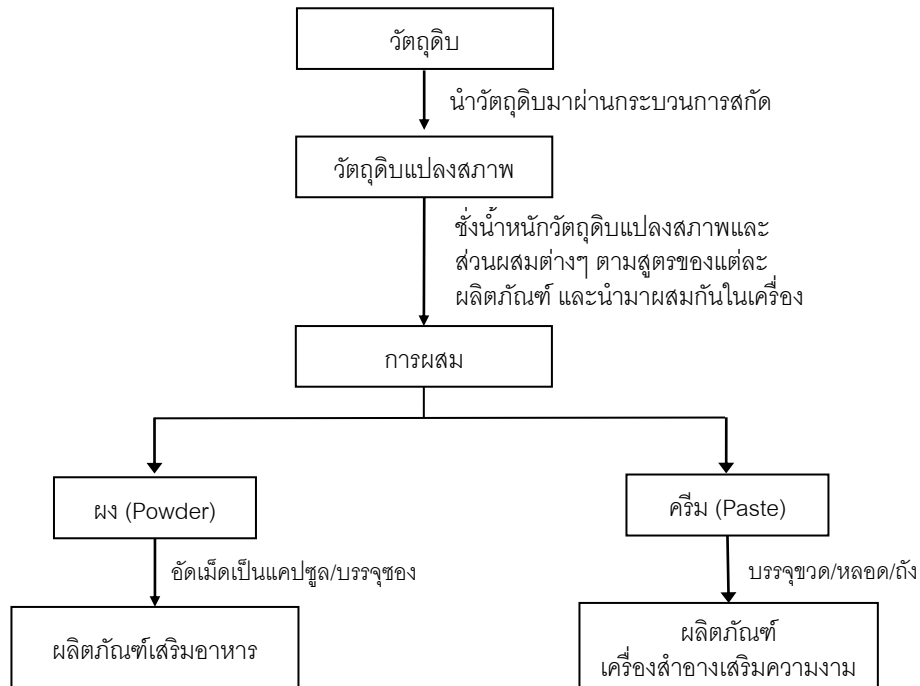 วัตถุดิบ
นำวัตถุดิบมาผ่านกระบวนการสกัด
วัตถุดิบแปลงสภาพ
ชั่งน้ำหนักวัตถุดิบแปลงสภาพและ
ส่วนผสมต่างๆ ตามสูตรของแต่ละ
ผลิตภัณฑ์ และนำมาผสมกันในเครื่อง
การผสม
ผง (Powder)
ครีม (Paste)
อัดเม็ดเป็นแคปซูล/บรรจุซอง
บรรจุขวด/หลอด/ถัง
ผลิตภัณฑ์เสริมอาหาร
ผลิตภัณฑ์
เครื่องสำอางเสริมความงาม